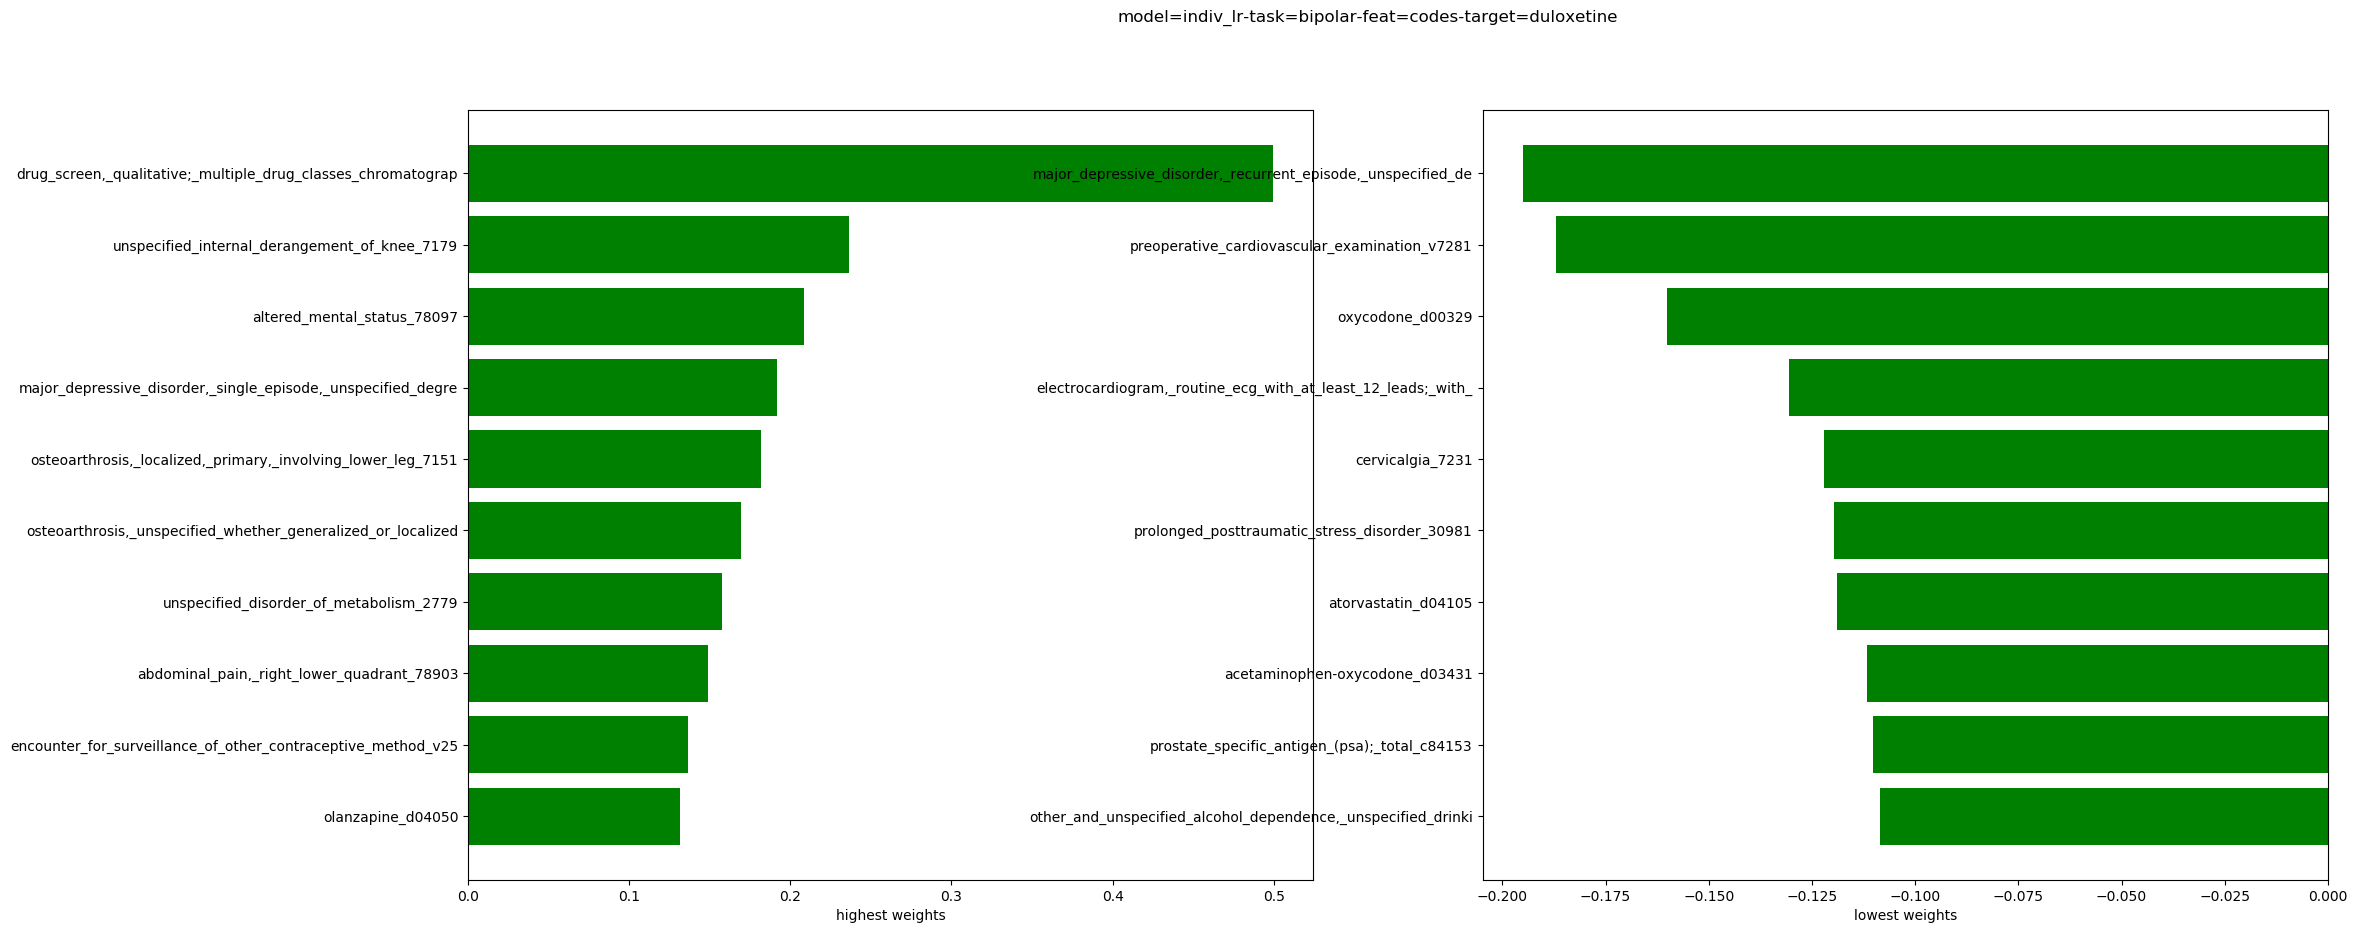 model=indiv_lr-task=bipolar-feat=codes-target=duloxetine
drug_screen,_qualitative;_multiple_drug_classes_chromatograp
unspecified_internal_derangement_of_knee_7179
altered_mental_status_78097
major_depressive_disorder,_single_episode,_unspecified_degre
osteoarthrosis,_localized,_primary,_involving_lower_leg_7151
osteoarthrosis,_unspecified_whether_generalized_or_localized
unspecified_disorder_of_metabolism_2779
abdominal_pain,_right_lower_quadrant_78903
encounter_for_surveillance_of_other_contraceptive_method_v25
olanzapine_d04050
0.0 0.1 0.2 0.3 0.4 0.5
highest weights
major_depressive_disorder,_recurrent_episode,_unspecified_de
preoperative_cardiovascular_examination_v7281
oxycodone_d00329
electrocardiogram,_routine_ecg_with_at_least_12_leads;_with_
cervicalgia_7231
prolonged_posttraumatic_stress_disorder_30981
atorvastatin_d04105
acetaminophen-oxycodone_d03431
prostate_specific_antigen_(psa);_total_c84153
other_and_unspecified_alcohol_dependence,_unspecified_drinki
−0.200 −0.175 −0.150 −0.125 −0.100 −0.075 −0.050 −0.025 0.000
lowest weights